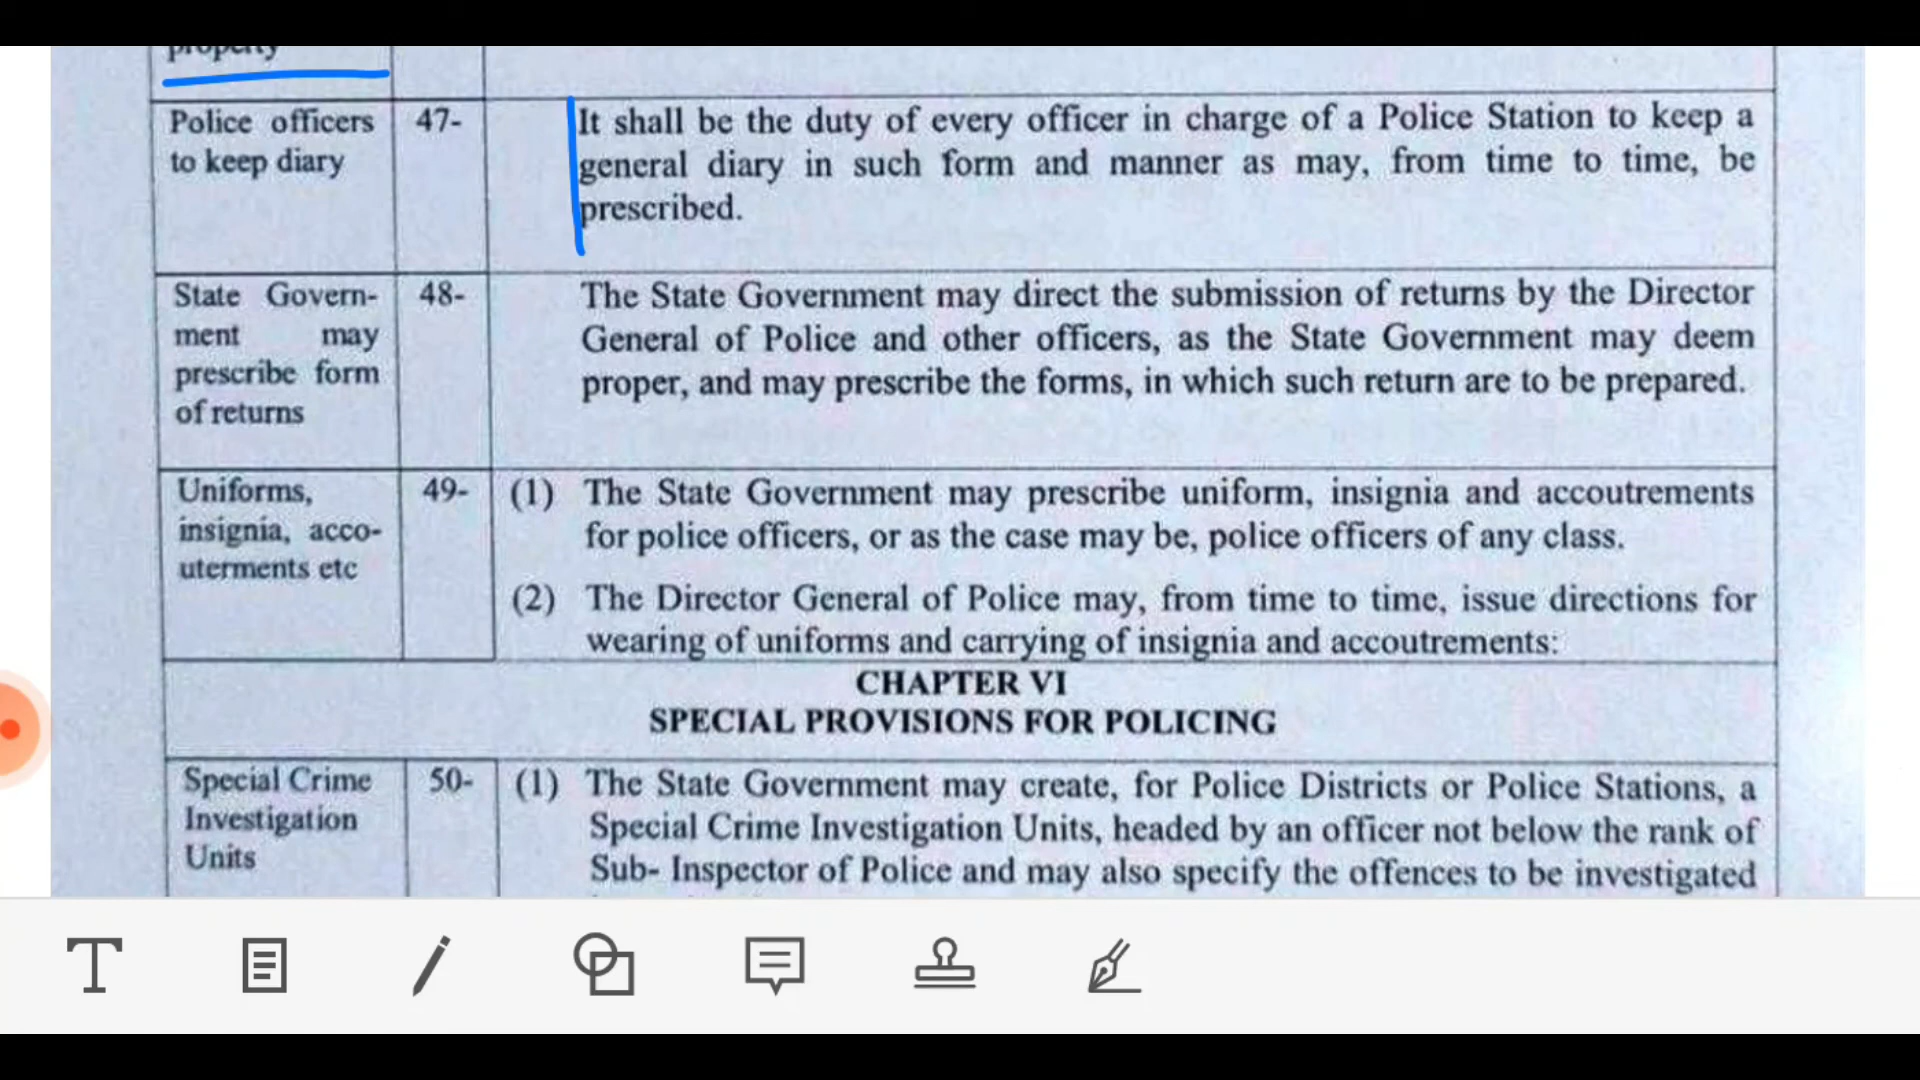 property
Police officers
to keep diary
47-
It shall be the duty of every officer in charge of a Police Station to keep a
general diary in such form and manner as may, from time to time, be
prescribed.
State Govern-
ment may
prescribe form
of returns
48-
The State Government may direct the submission of returns by the Director
General of Police and other officers, as the State Government may deem
proper, and may prescribe the forms, in which such return are to be prepared.
Uniforms,
insignia, acco-
uterments etc
49-
(1) The State Government may prescribe uniform, insignia and accoutrements
for police officers, or as the case may be, police officers of any class.
(2) The Director General of Police may, from time to time, issue directions for
wearing of uniforms and carrying of insignia and accoutrements:
CHAPTER VI
SPECIAL PROVISIONS FOR POLICING
Special Crime
Investigation
Units
50-
(1) The State Government may create, for Police Districts or Police Stations, a
Special Crime Investigation Units, headed by an officer not below the rank of
Sub- Inspector of Police and may also specify the offences to be investigated